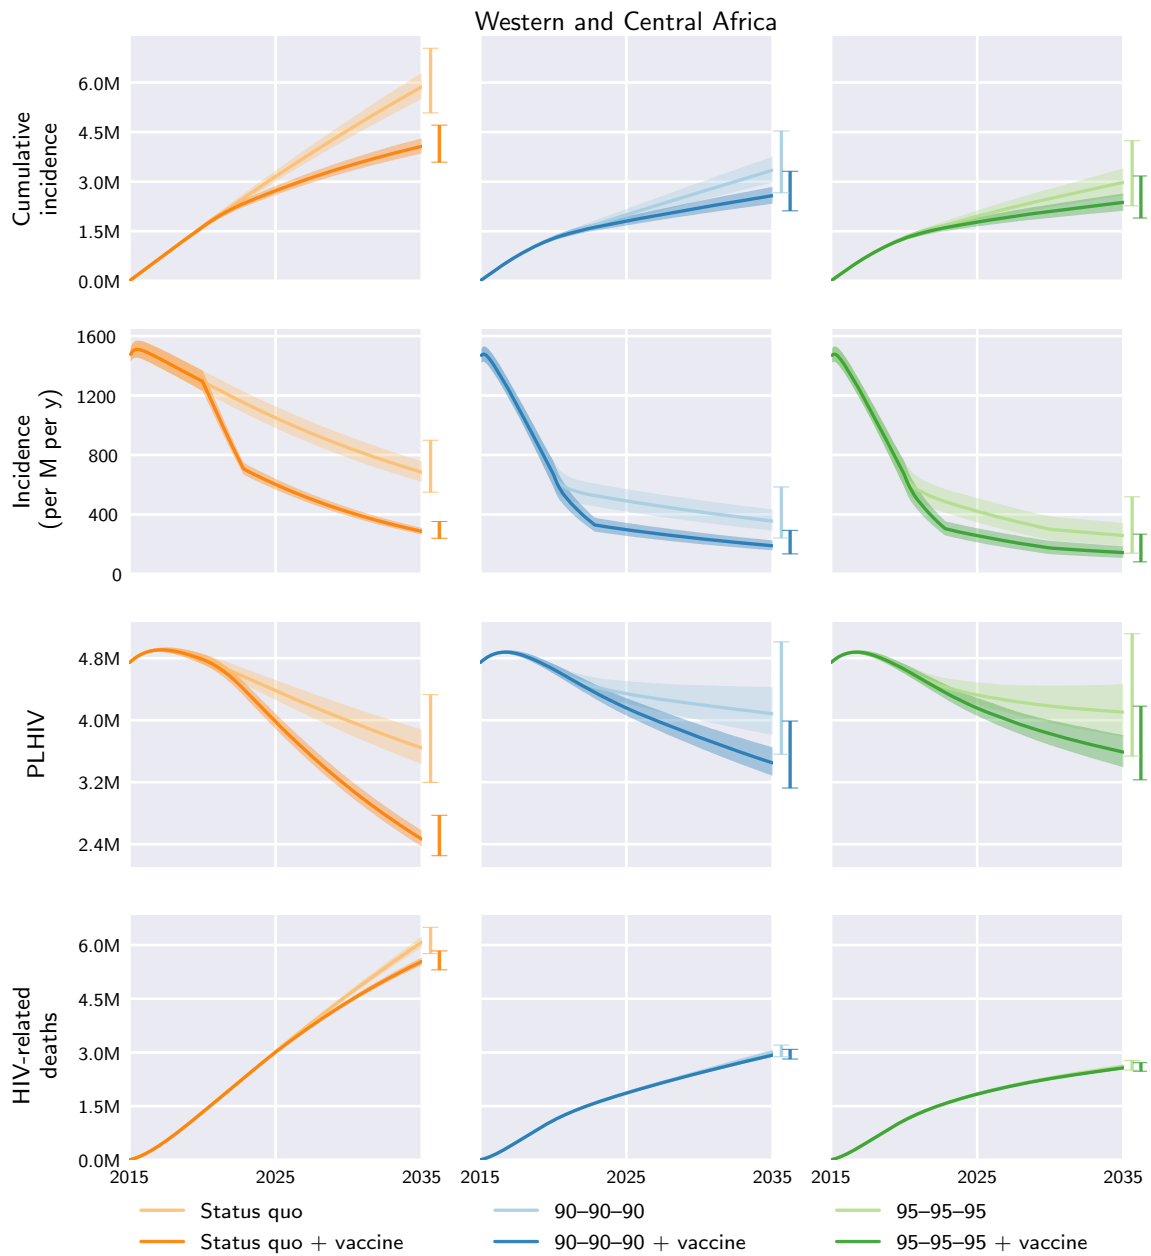 Western and Central Africa
Cumulative
incidence
6.0M
4.5M
3.0M
1.5M
0.0M
Incidence
(per M per y)
1600
1200
800
400
0
PLHIV
4.8M
4.0M
3.2M
2.4M
HIV-related
deaths
6.0M
4.5M
3.0M
1.5M
0.0M
2015 2025 2035 2015 2025 2035 2015 2025 2035
Status quo 90–90–90 95–95–95
Status quo + vaccine 90–90–90 + vaccine 95–95–95 + vaccine